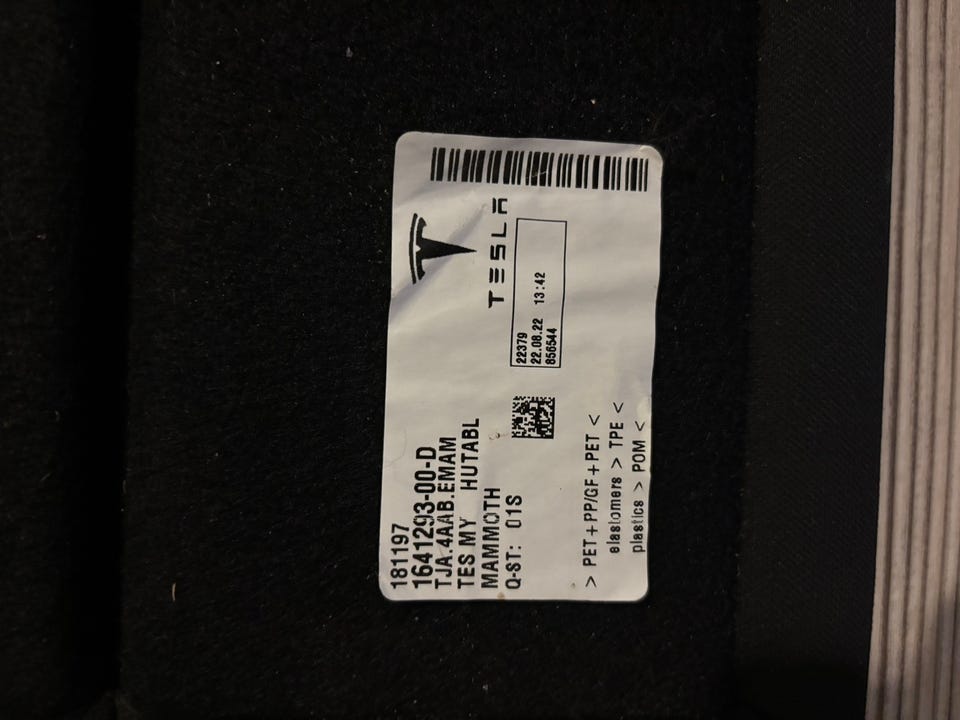 181197
1641293-00-D
TJA.4AAB.EMAM
TES MY HUTABL
MAMMOTH
Q-ST: 01S
TESLA
22379
22.08.22 13:42
856544
> PET+PP/GF+PET <
elastomers > TPE <
plastics > POM <